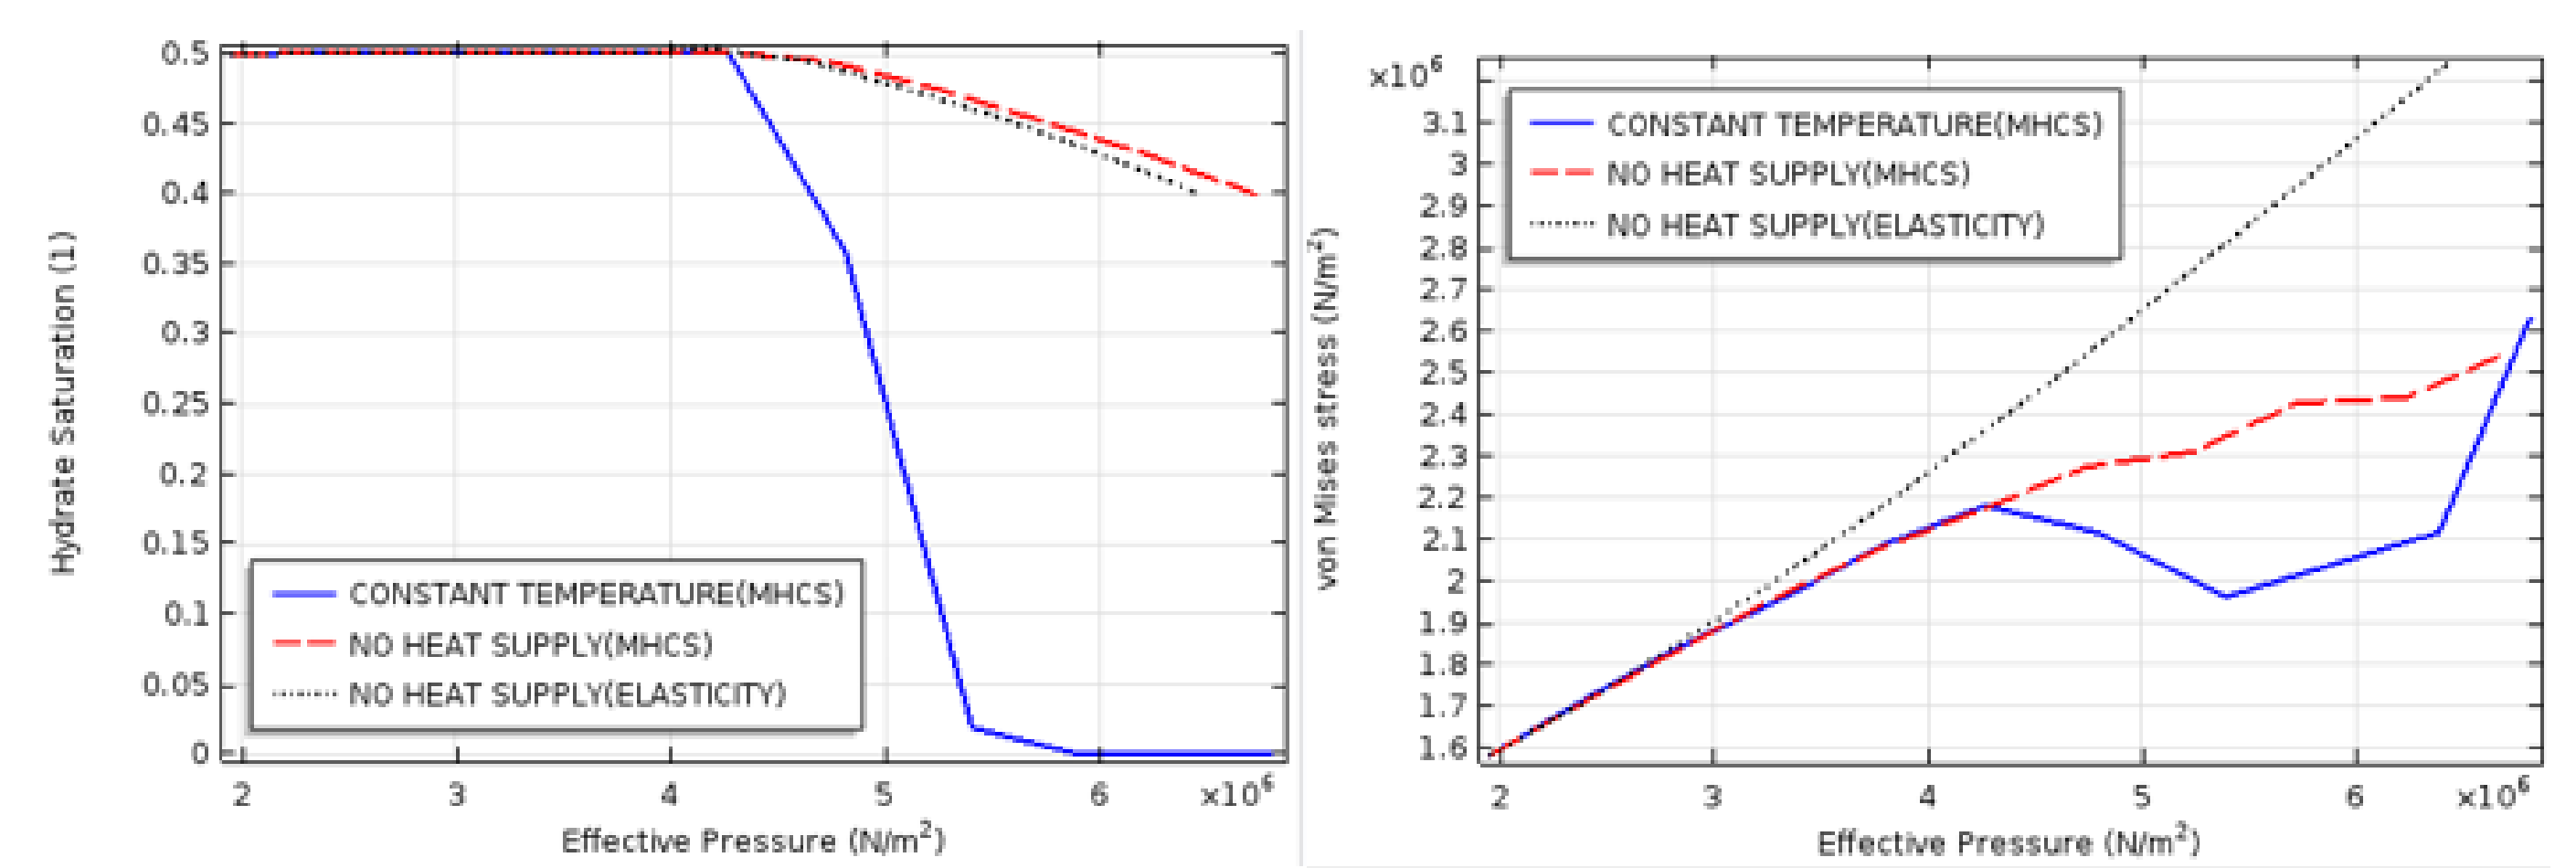 Hydrate Saturation (1)
0.5
0.45
0.4
0.35
0.3
0.25
0.2
0.15
0.1
0.05
0
CONSTANT TEMPERATURE(MHCS)
NO HEAT SUPPLY(MHCS)
NO HEAT SUPPLY(ELASTICITY)
2 3 4 5 6 x10⁶
Effective Pressure (N/m²)
von Mises stress (N/m²)
x10⁶
3.1
3
2.9
2.8
2.7
2.6
2.5
2.4
2.3
2.2
2.1
2
1.9
1.8
1.7
1.6
CONSTANT TEMPERATURE(MHCS)
NO HEAT SUPPLY(MHCS)
NO HEAT SUPPLY(ELASTICITY)
2 3 4 5 6 x10⁶
Effective Pressure (N/m²)